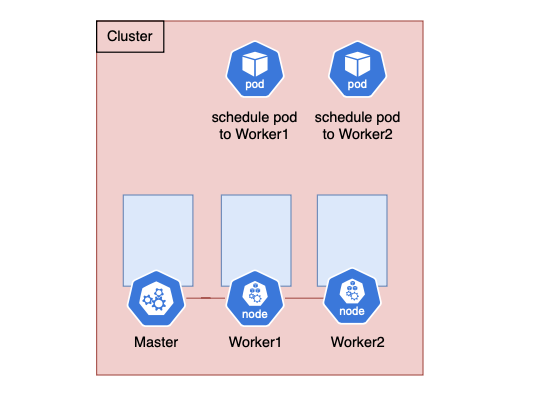 Cluster
pod
pod
schedule pod
to Worker1
schedule pod
to Worker2
node
node
Master
Worker1
Worker2